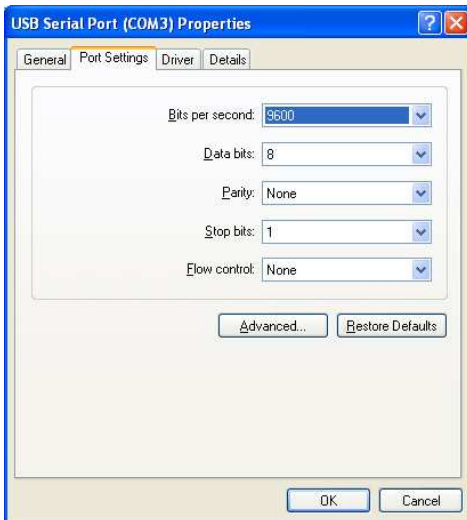 USB Serial Port (COM3) Properties
General Port Settings Driver Details
Bits per second: 9600
Data bits: 8
Parity: None
Stop bits: 1
Flow control: None
Advanced... Restore Defaults
OK Cancel